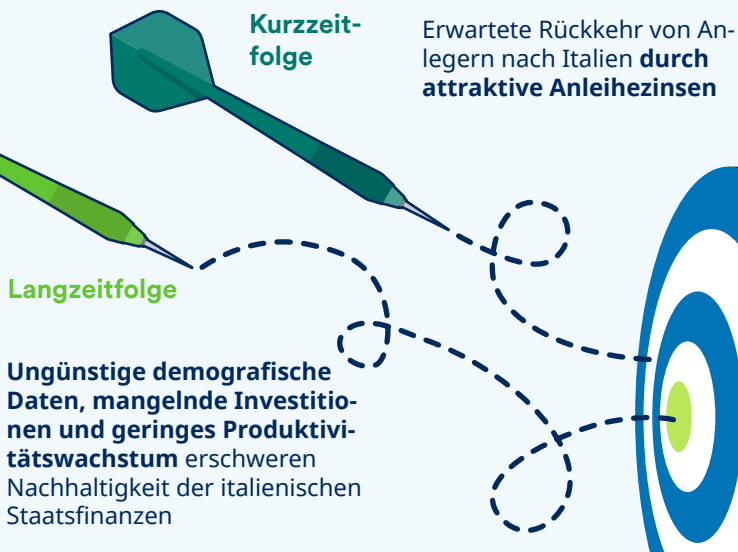 Kurzzeit-
folge
Erwartete Rückkehr von An-
legern nach Italien durch
attraktive Anleihezinsen
Langzeitfolge
Ungünstige demografische
Daten, mangelnde Investitio-
nen und geringes Produktivi-
tätswachstum erschweren
Nachhaltigkeit der italienischen
Staatsfinanzen